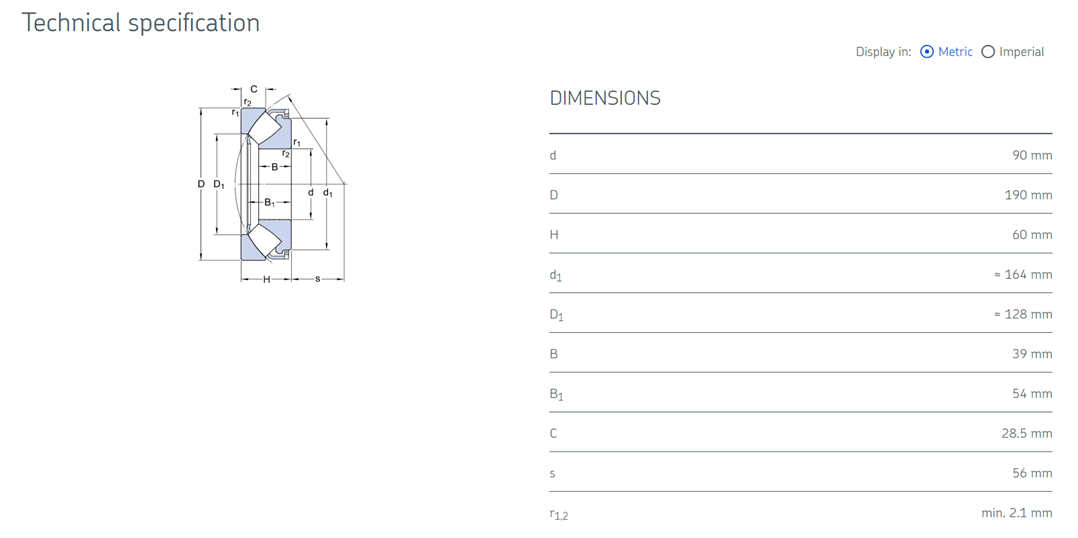 Technical specification
Display in: Metric Imperial
DIMENSIONS
C
r2
r1
r1
r2
B
D D1 d d1
B1
H s
d 90 mm
D 190 mm
H 60 mm
d1 ≈ 164 mm
D1 ≈ 128 mm
B 39 mm
B1 54 mm
C 28.5 mm
s 56 mm
r1,2 min. 2.1 mm